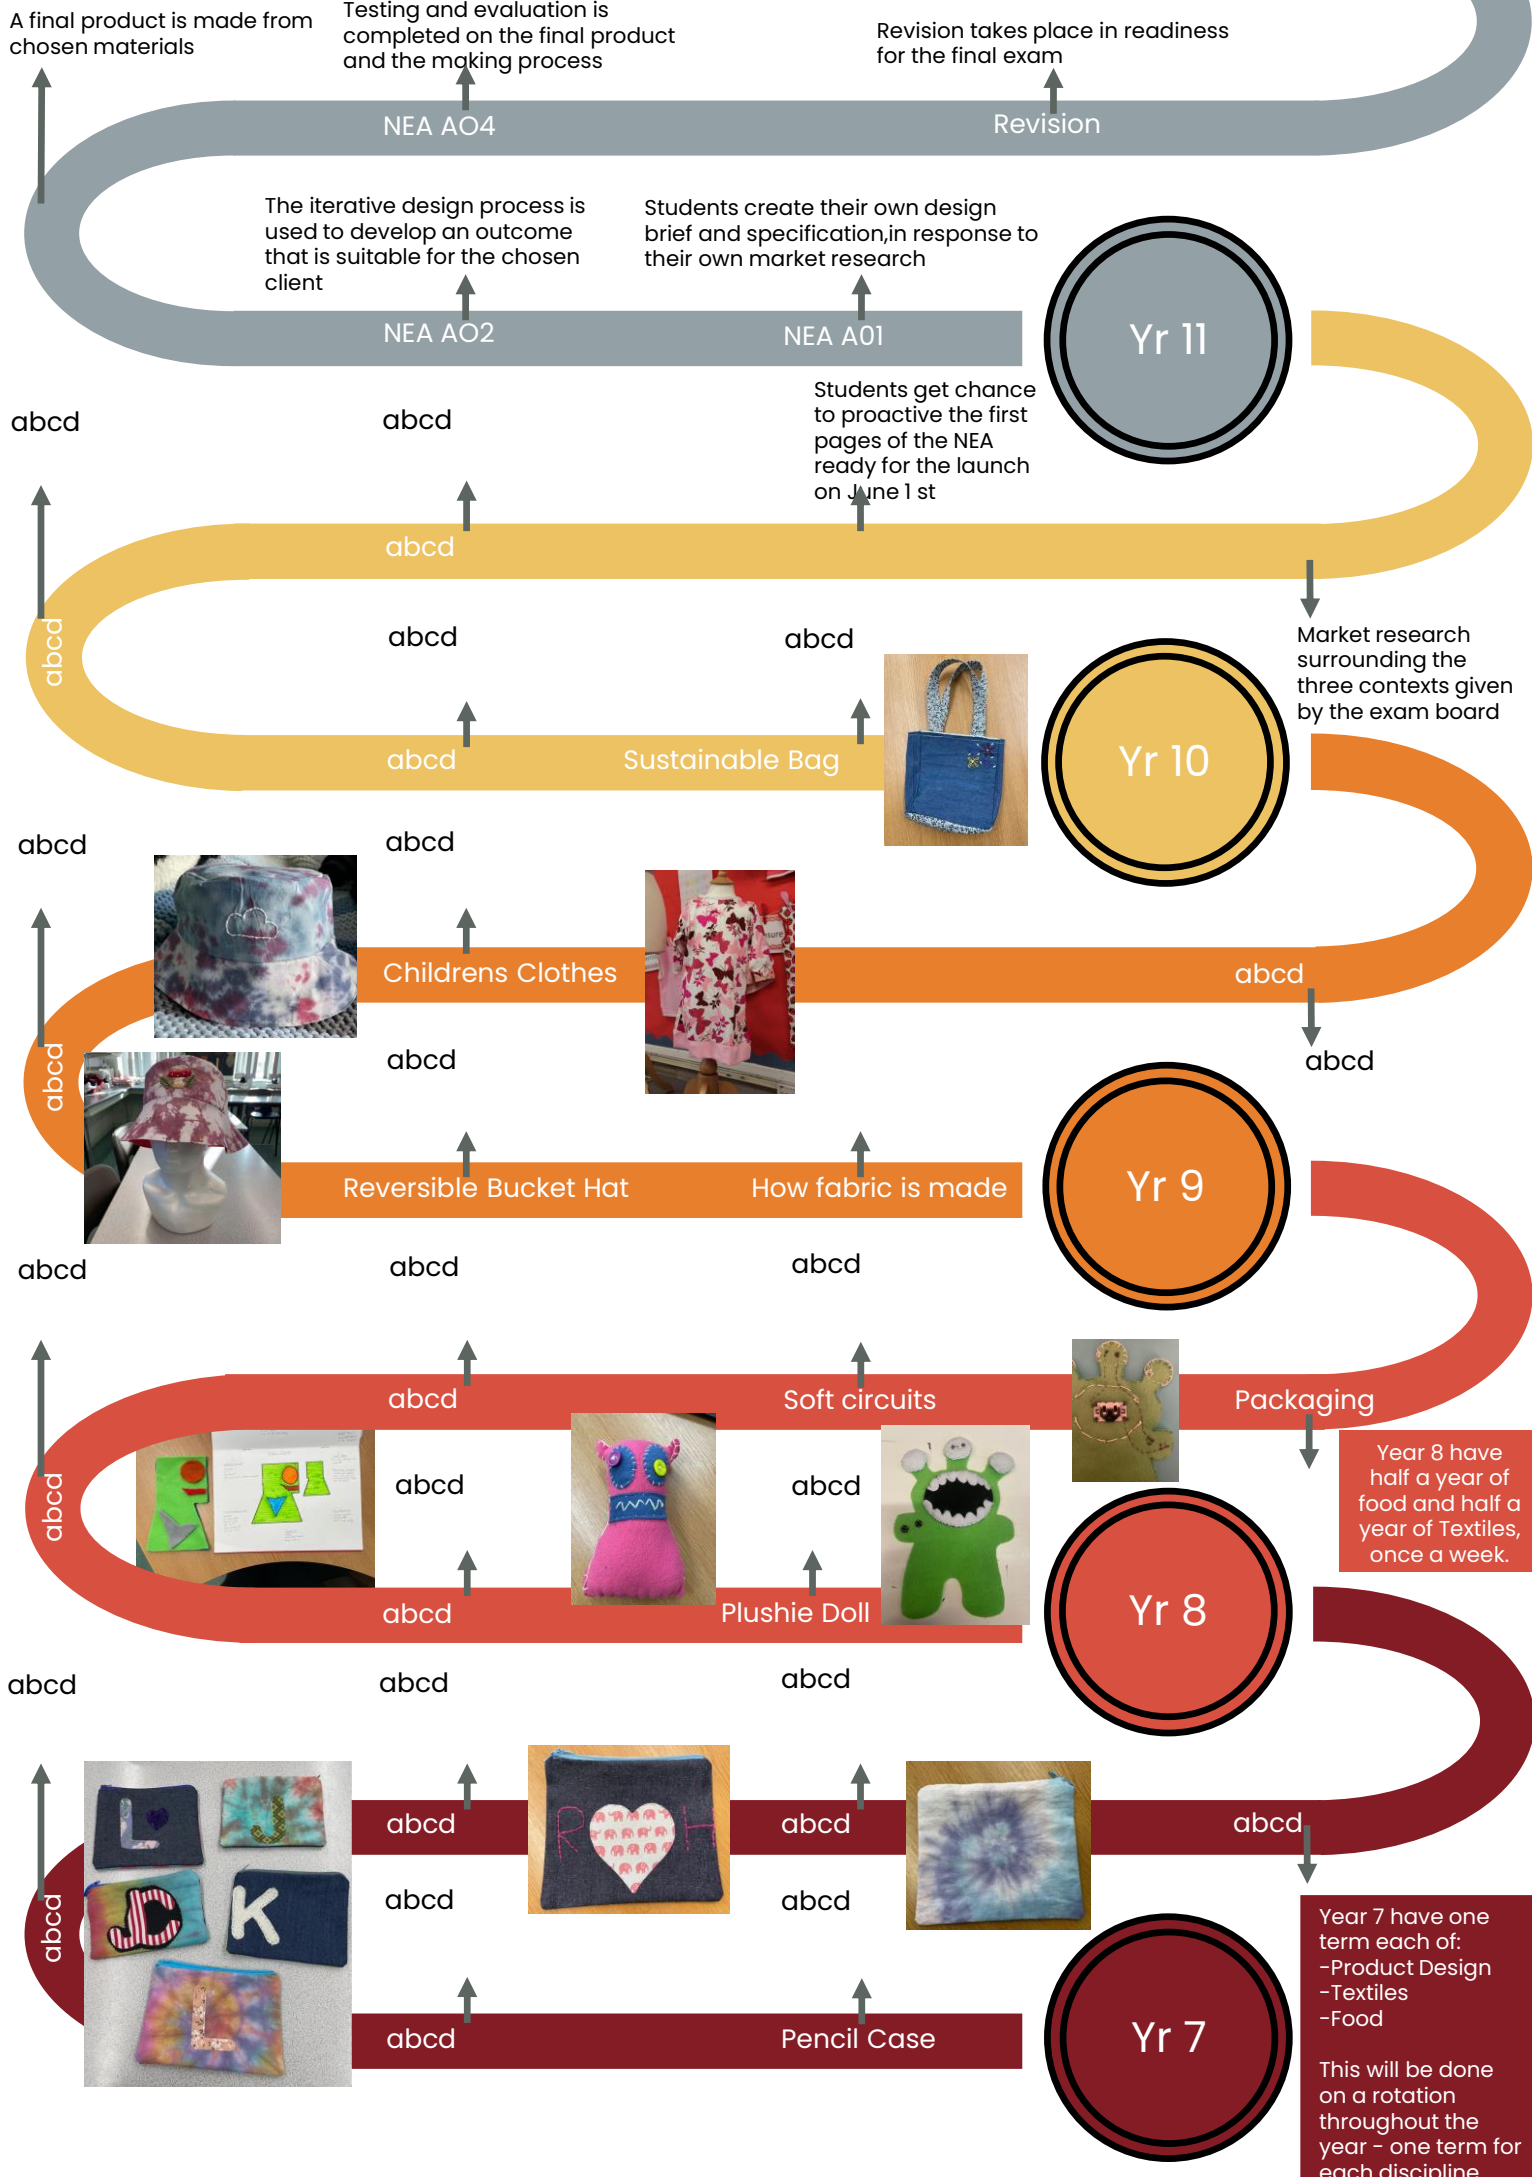 A final product is made from
chosen materials
Testing and evaluation is
completed on the final product
and the making process
Revision takes place in readiness
for the final exam
NEA AO4
Revision
The iterative design process is
used to develop an outcome
that is suitable for the chosen
client
Students create their own design
brief and specification,in response to
their own market research
NEA AO2
NEA A01
Yr 11
abcd
abcd
Students get chance
to proactive the first
pages of the NEA
ready for the launch
on June 1 st
abcd
abcd
abcd
abcd
Market research
surrounding the
three contexts given
by the exam board
abcd
Sustainable Bag
Yr 10
abcd
abcd
Childrens Clothes
abcd
abcd
abcd
abcd
Reversible Bucket Hat
How fabric is made
Yr 9
abcd
abcd
abcd
abcd
Soft circuits
Packaging
abcd
abcd
abcd
Year 8 have
half a year of
food and half a
year of Textiles,
once a week.
abcd
Plushie Doll
Yr 8
abcd
abcd
abcd
L
J
R H
abcd
abcd
abcd
K
abcd
abcd
abcd
L
Year 7 have one
term each of:
-Product Design
-Textiles
-Food
abcd
Pencil Case
Yr 7
This will be done
on a rotation
throughout the
year - one term for
each discipline